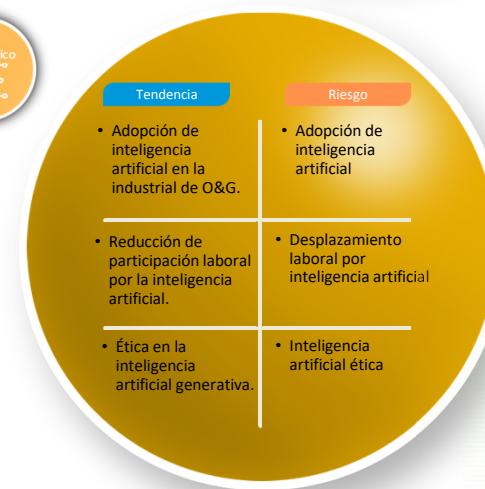 ico
Tendencia
Riesgo
• Adopción de
inteligencia
artificial en la
industrial de O&G.
• Adopción de
inteligencia
artificial
• Reducción de
participación laboral
por la inteligencia
artificial.
• Desplazamiento
laboral por
inteligencia artificial
• Ética en la
inteligencia
artificial generativa.
• Inteligencia
artificial ética